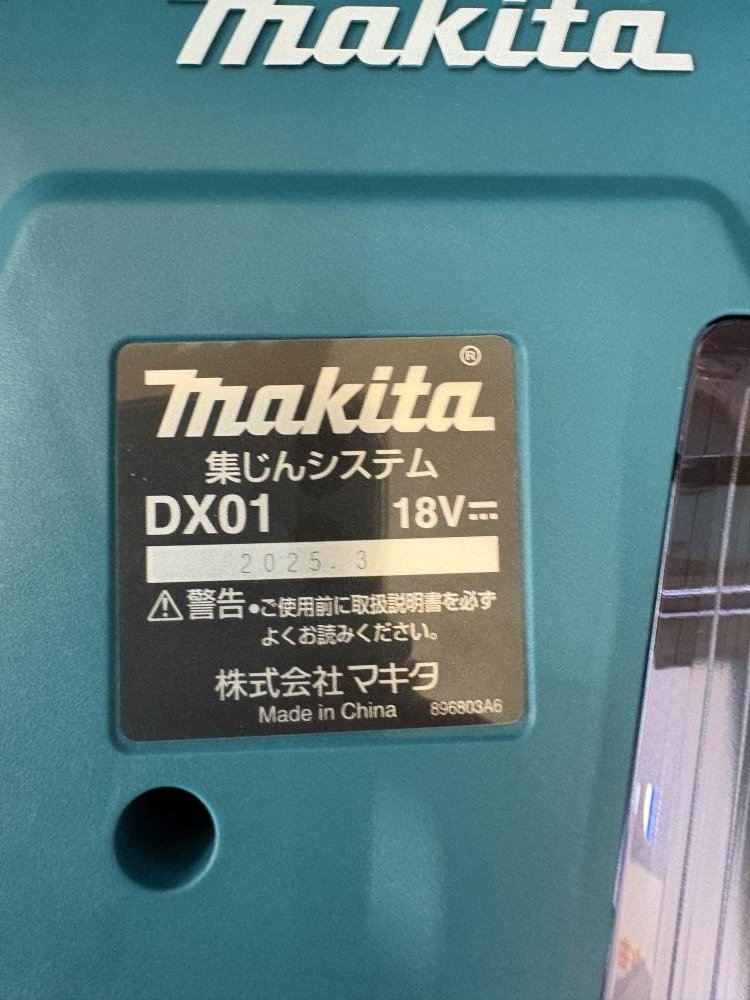 makita
makita®
集じんシステム
DX01 18V⎓
2025.3
⚠警告 •ご使用前に取扱説明書を必ず
よくお読みください。
株式会社マキタ
Made in China 896803A6